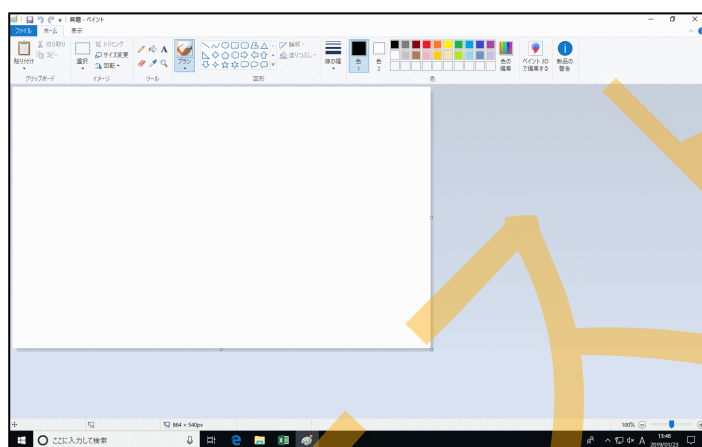 無題 - ペイント
ファイル ホーム 表示
貼り付け
切り取り
コピー
クリップボード
選択
トリミング
サイズ変更
回転
イメージ
A
ツール
ブラシ
輪郭
塗りつぶし
図形
線の幅
色
1
色
2
色の
編集
色
ペイント 3D
で編集する
製品の
警告
864 × 540px
100%
ここに入力して検索
A
13:48
2019/01/23